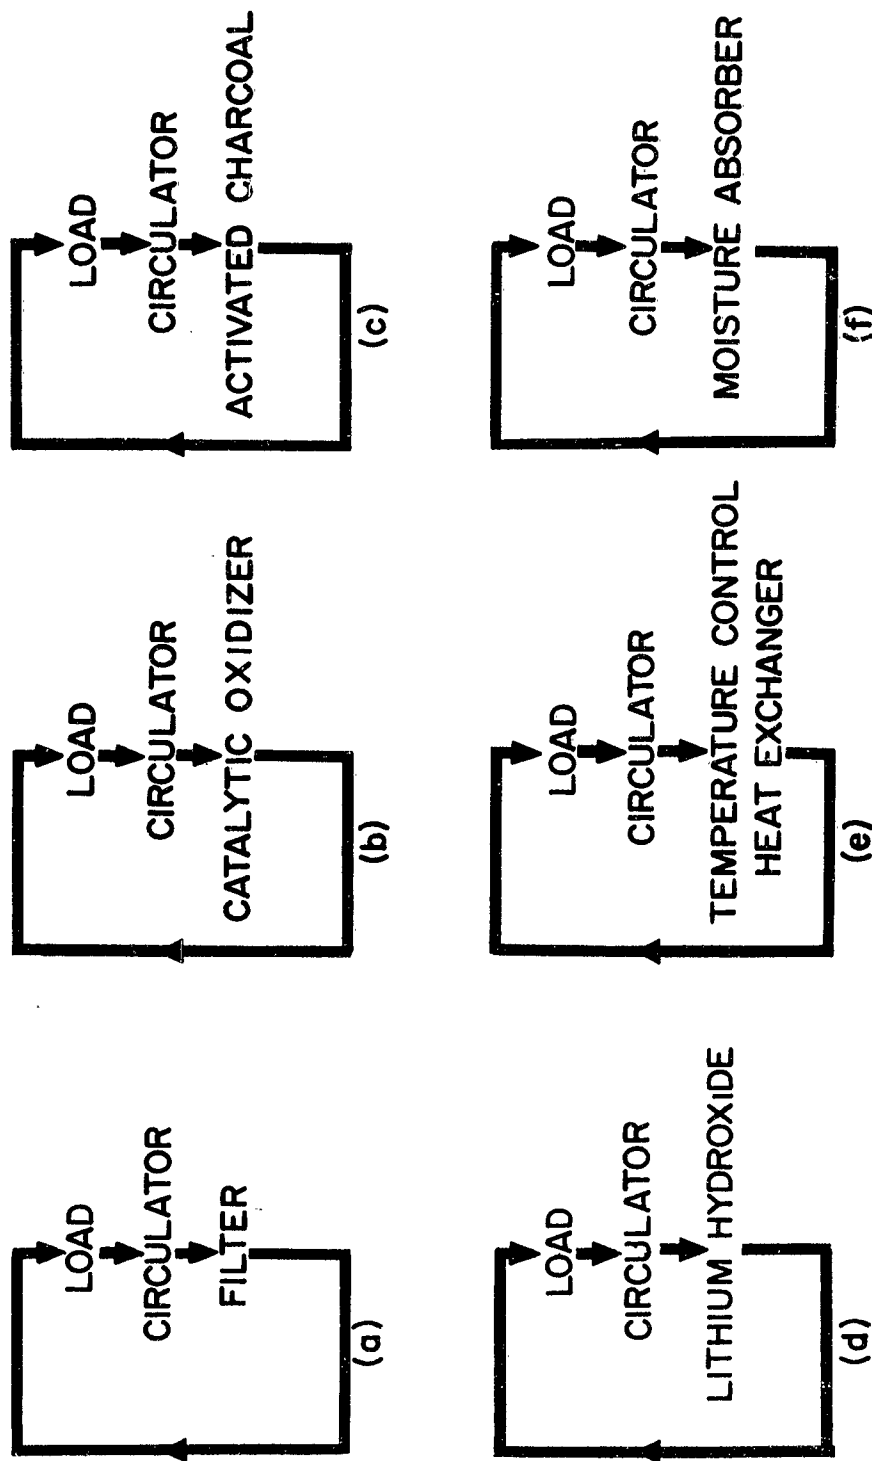 LOAD
CIRCULATOR
FILTER
(a)
LOAD
CIRCULATOR
CATALYTIC OXIDIZER
(b)
LOAD
CIRCULATOR
ACTIVATED CHARCOAL
(c)
LOAD
CIRCULATOR
LITHIUM HYDROXIDE
(d)
LOAD
CIRCULATOR
TEMPERATURE CONTROL
HEAT EXCHANGER
(e)
LOAD
CIRCULATOR
MOISTURE ABSORBER
(f)